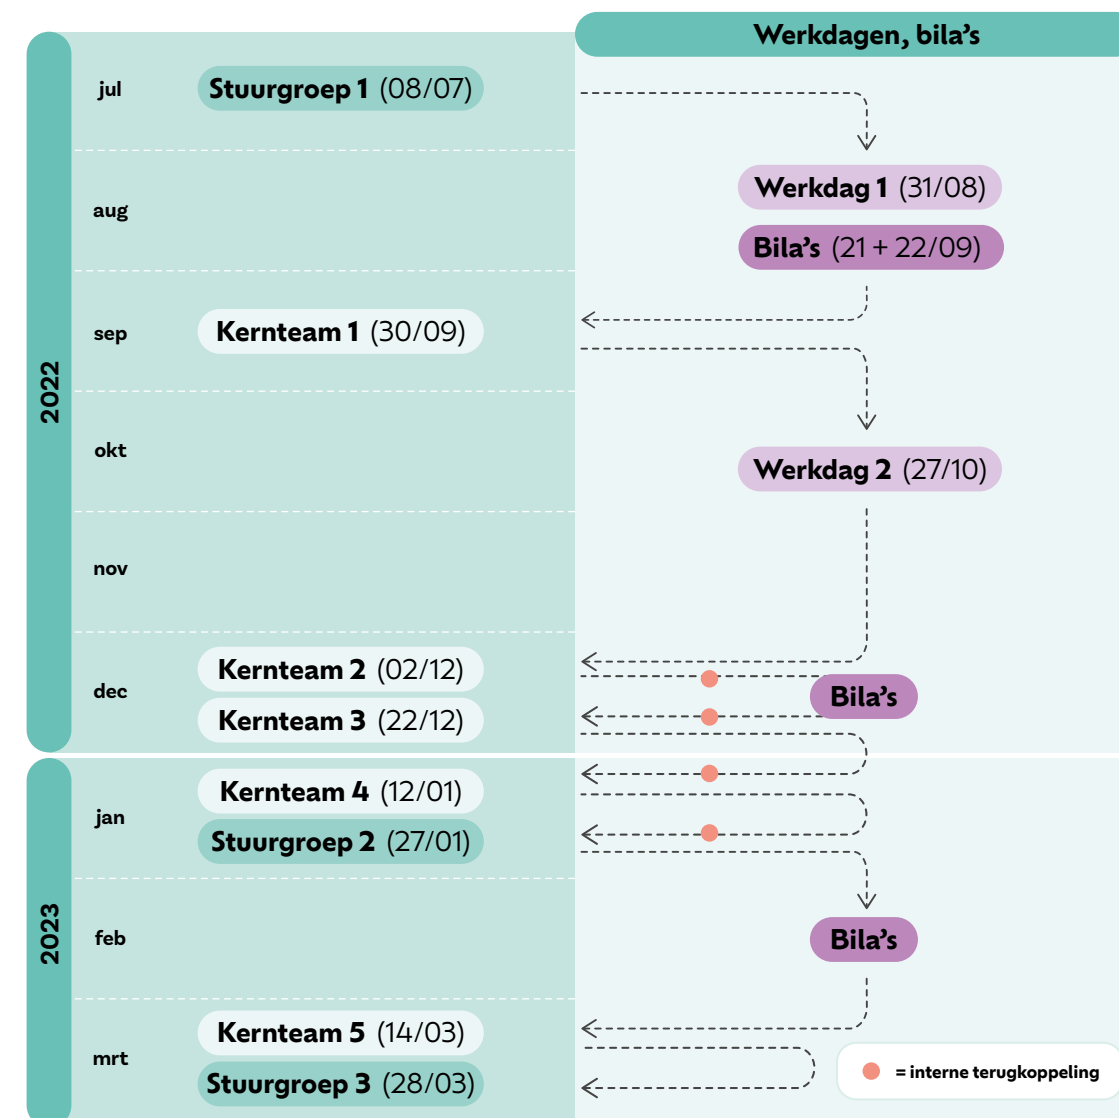 Werkdagen, bila’s
2022
jul
Stuurgroep 1 (08/07)
aug
Werkdag 1 (31/08)
Bila’s (21 + 22/09)
sep
Kernteam 1 (30/09)
okt
Werkdag 2 (27/10)
nov
dec
Kernteam 2 (02/12)
Bila’s
Kernteam 3 (22/12)
2023
jan
Kernteam 4 (12/01)
Stuurgroep 2 (27/01)
feb
Bila’s
mrt
Kernteam 5 (14/03)
Stuurgroep 3 (28/03)
= interne terugkoppeling